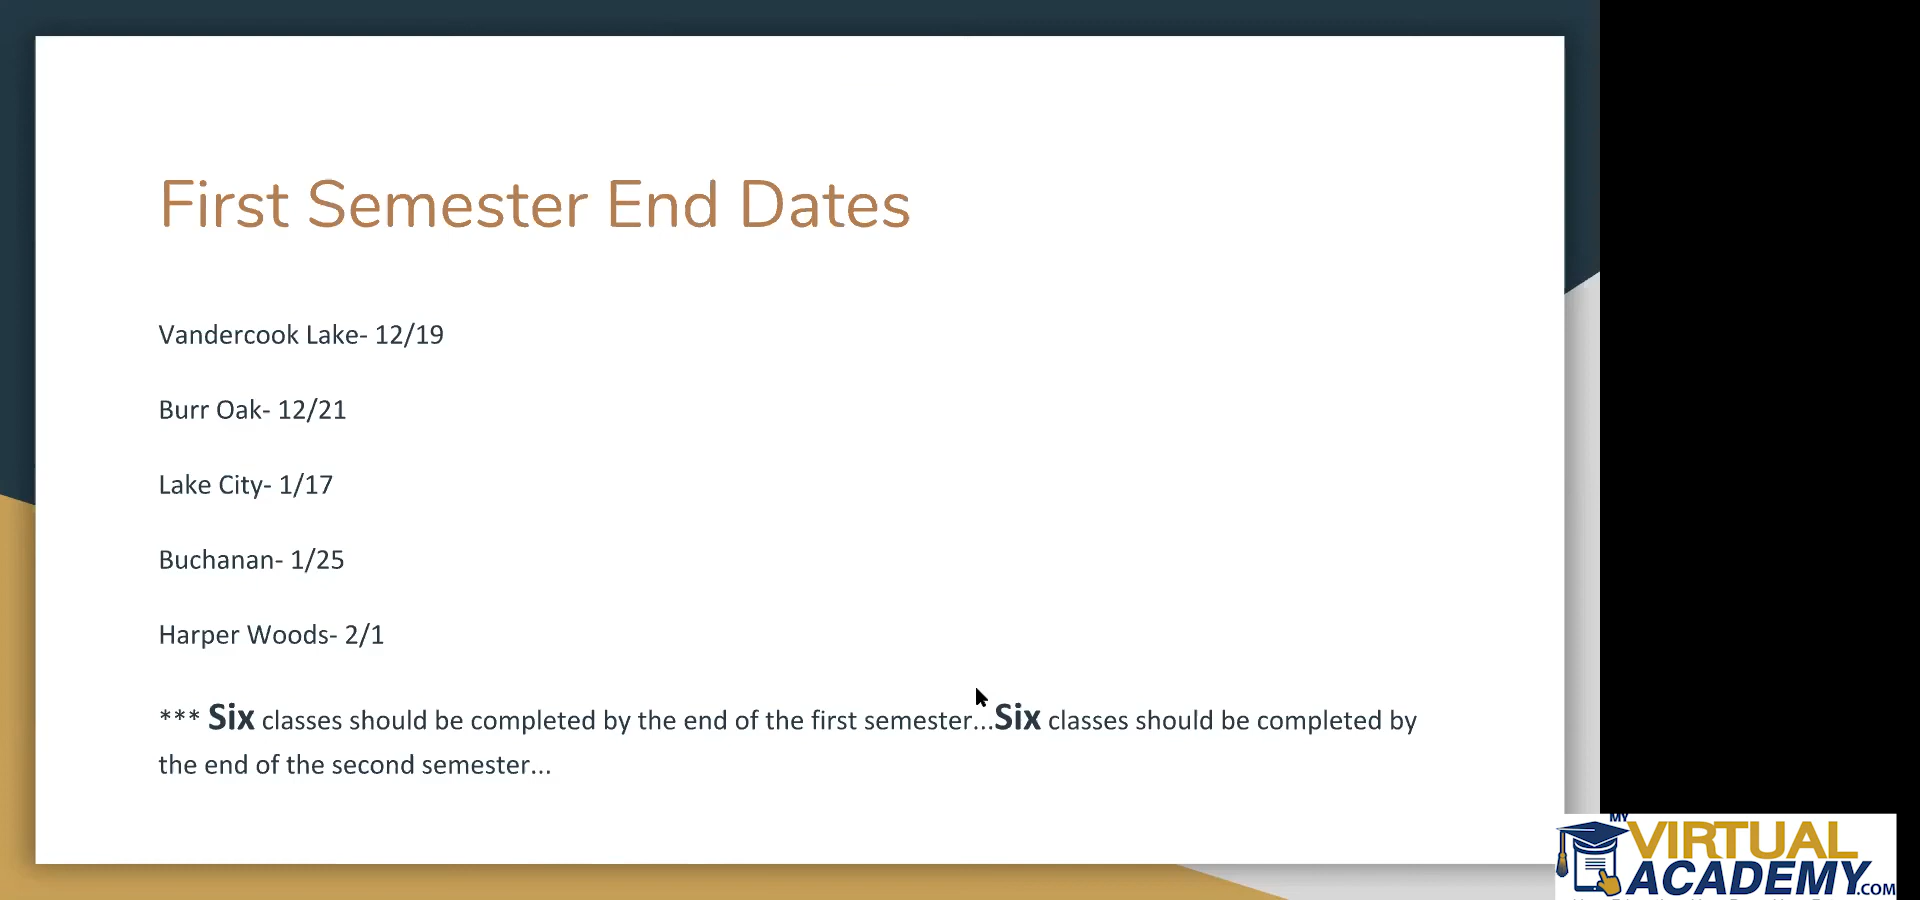 First Semester End Dates
Vandercook Lake- 12/19
Burr Oak- 12/21
Lake City- 1/17
Buchanan- 1/25
Harper Woods- 2/1
*** Six classes should be completed by the end of the first semester...Six classes should be completed by
the end of the second semester...
MY
VIRTUAL
ACADEMY.COM